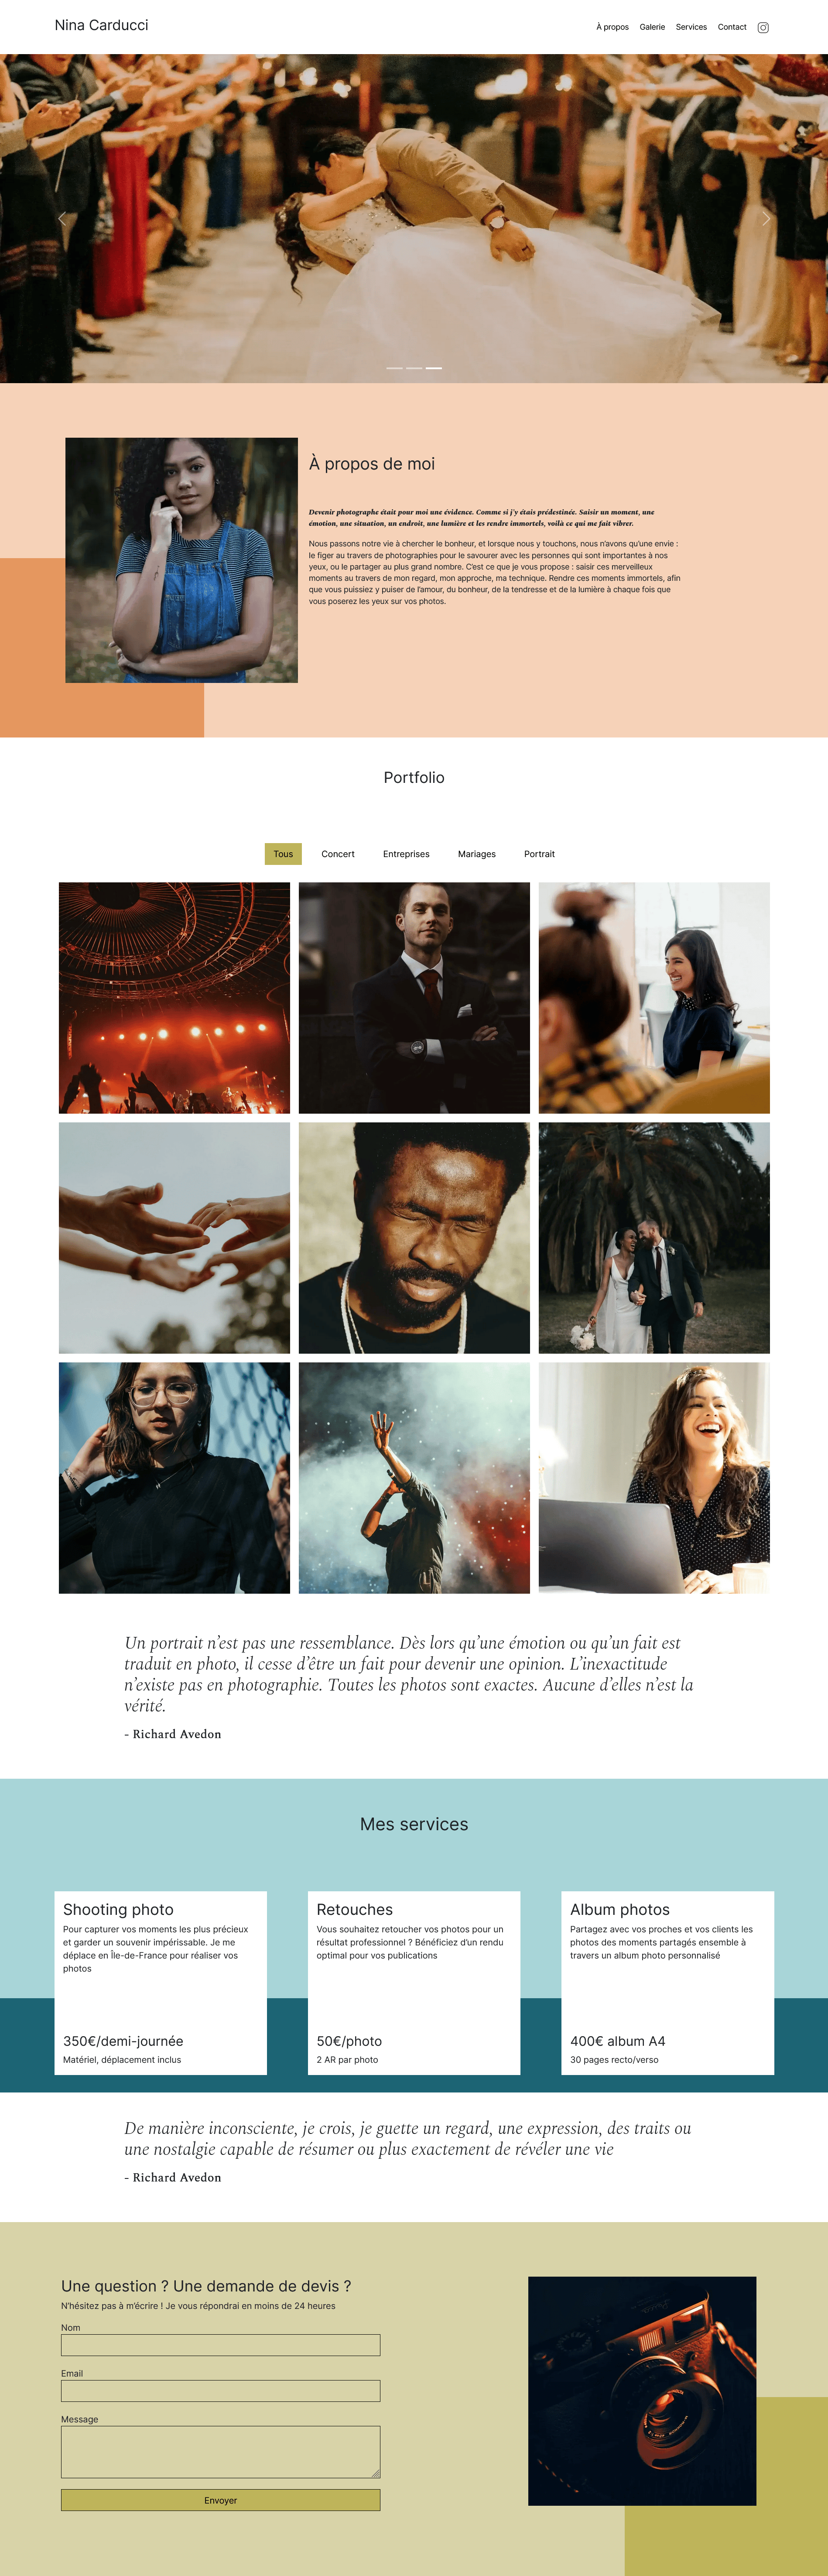 Nina Carducci
À propos Galerie Services Contact
À propos de moi
Devenir photographe était pour moi une évidence. Comme si j'y étais prédestinée. Saisir un moment, une
émotion, une situation, un endroit, une lumière et les rendre immortels, voilà ce qui me fait vibrer.
Nous passons notre vie à chercher le bonheur, et lorsque nous y touchons, nous n'avons qu'une envie :
le figer au travers de photographies pour le savourer avec les personnes qui sont importantes à nos
yeux, ou le partager au plus grand nombre. C'est ce que je vous propose : saisir ces merveilleux
moments au travers de mon regard, mon approche, ma technique. Rendre ces moments immortels, afin
que vous puissiez y puiser de l'amour, du bonheur, de la tendresse et de la lumière à chaque fois que
vous poserez les yeux sur vos photos.
Portfolio
Tous Concert Entreprises Mariages Portrait
Un portrait n'est pas une ressemblance. Dès lors qu'une émotion ou qu'un fait est
traduit en photo, il cesse d'être un fait pour devenir une opinion. L'inexactitude
n'existe pas en photographie. Toutes les photos sont exactes. Aucune d'elles n'est la
vérité.
- Richard Avedon
Mes services
Shooting photo
Pour capturer vos moments les plus précieux
et garder un souvenir impérissable. Je me
déplace en Île-de-France pour réaliser vos
photos
350€/demi-journée
Matériel, déplacement inclus
Retouches
Vous souhaitez retoucher vos photos pour un
résultat professionnel ? Bénéficiez d'un rendu
optimal pour vos publications
50€/photo
2 AR par photo
Album photos
Partagez avec vos proches et vos clients les
photos des moments partagés ensemble à
travers un album photo personnalisé
400€ album A4
30 pages recto/verso
De manière inconsciente, je crois, je guette un regard, une expression, des traits ou
une nostalgie capable de résumer ou plus exactement de révéler une vie
- Richard Avedon
Une question ? Une demande de devis ?
N'hésitez pas à m'écrire ! Je vous répondrai en moins de 24 heures
Nom
Email
Message
Envoyer